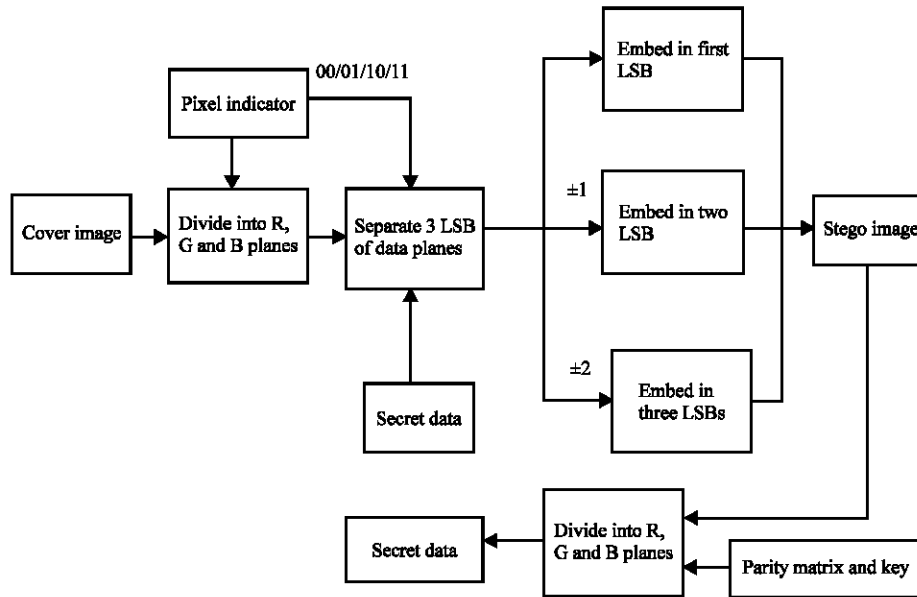 Embed in first
LSB
00/01/10/11
Pixel indicator
±1
Cover image
Divide into R,
G and B planes
Separate 3 LSB
of data planes
Embed in two
LSB
Stego image
±2
Secret data
Embed in
three LSBs
Secret data
Divide into R,
G and B planes
Parity matrix and key